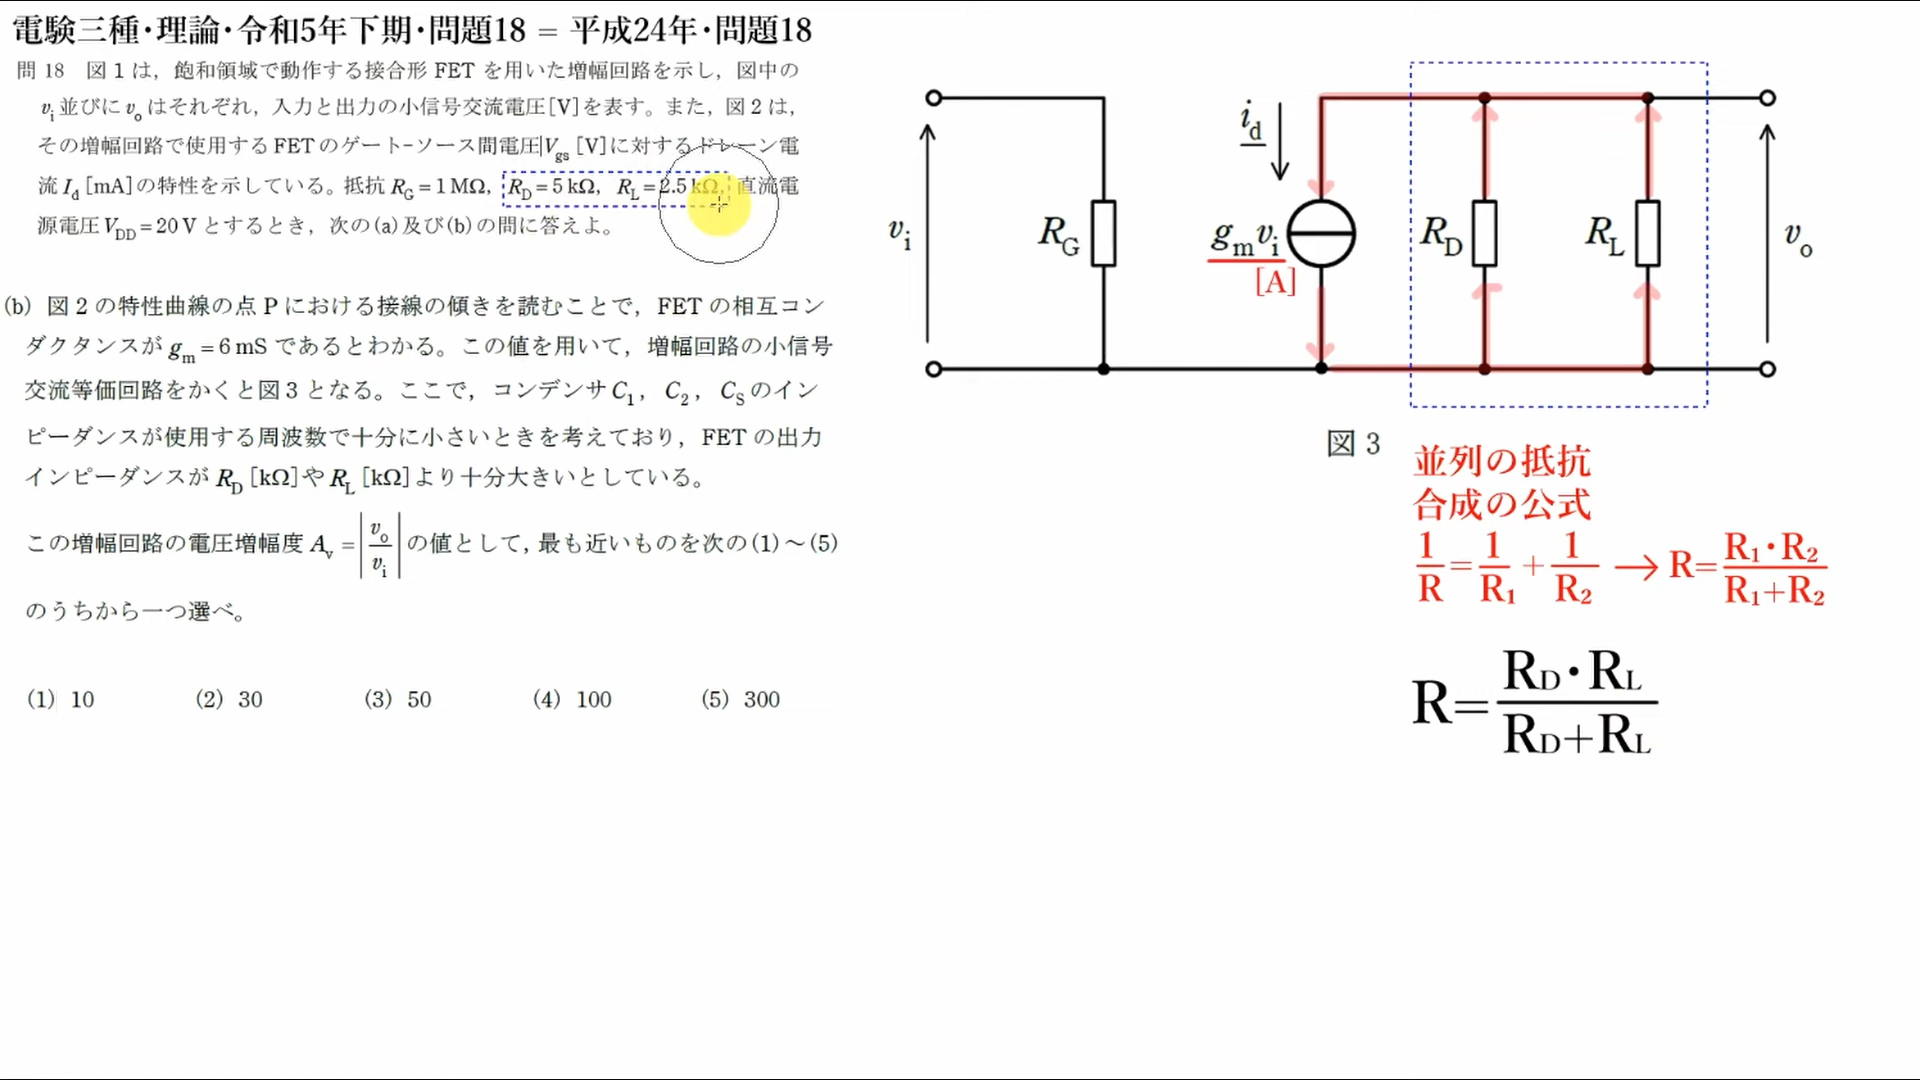 電験三種・理論・令和5年下期・問題18 = 平成24年・問題18
問 18 図 1 は，飽和領域で動作する接合形 FET を用いた増幅回路を示し，図中の
vi 並びに vo はそれぞれ，入力と出力の小信号交流電圧[V]を表す。また，図 2 は，
その増幅回路で使用する FET のゲート-ソース間電圧 Vgs [V]に対するドレーン電
流 Id [mA]の特性を示している。抵抗 RG = 1 MΩ， RD = 5 kΩ， RL = 2.5 kΩ， 直流電
源電圧 VDD = 20 V とするとき，次の(a)及び(b)の問に答えよ。
(b) 図 2 の特性曲線の点 P における接線の傾きを読むことで，FET の相互コン
ダクタンスが gm = 6 mS であるとわかる。この値を用いて，増幅回路の小信号
交流等価回路をかくと図 3 となる。ここで，コンデンサ C1， C2， CS のイン
ピーダンスが使用する周波数で十分に小さいときを考えており，FET の出力
インピーダンスが RD [kΩ]や RL [kΩ]より十分大きいとしている。
この増幅回路の電圧増幅度 Av = |vo/vi| の値として，最も近いものを次の(1)～(5)
のうちから一つ選べ。
(1) 10 (2) 30 (3) 50 (4) 100 (5) 300
vi
RG
id
gmvi
[A]
RD
RL
vo
図 3
並列の抵抗
合成の公式
1/R = 1/R1 + 1/R2 → R= R1・R2/R1+R2
R= RD・RL/RD+RL